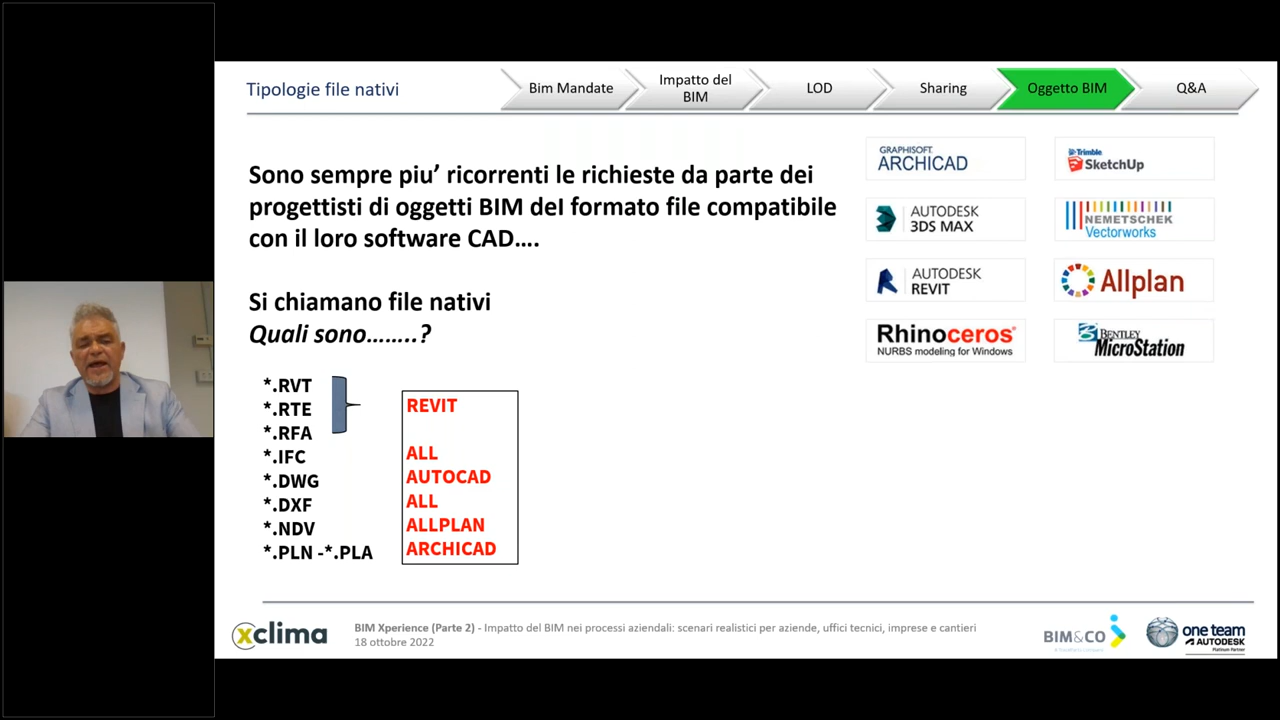 Tipologie file nativi
Bim Mandate
Impatto del
BIM
LOD
Sharing
Oggetto BIM
Q&A
Sono sempre piu’ ricorrenti le richieste da parte dei
progettisti di oggetti BIM del formato file compatibile
con il loro software CAD….
Si chiamano file nativi
Quali sono……..?
*.RVT
*.RTE
*.RFA
*.IFC
*.DWG
*.DXF
*.NDV
*.PLN -*.PLA
REVIT
ALL
AUTOCAD
ALL
ALLPLAN
ARCHICAD
GRAPHISOFT
ARCHICAD
Trimble
SketchUp
AUTODESK
3DS MAX
NEMETSCHEK
Vectorworks
AUTODESK
REVIT
Allplan
Rhinoceros
NURBS modeling for Windows
BENTLEY
MicroStation
xclima
BIM Xperience (Parte 2) - Impatto del BIM nei processi aziendali: scenari realistici per aziende, uffici tecnici, imprese e cantieri
18 ottobre 2022
BIM&CO
one team
AUTODESK
Platinum Partner